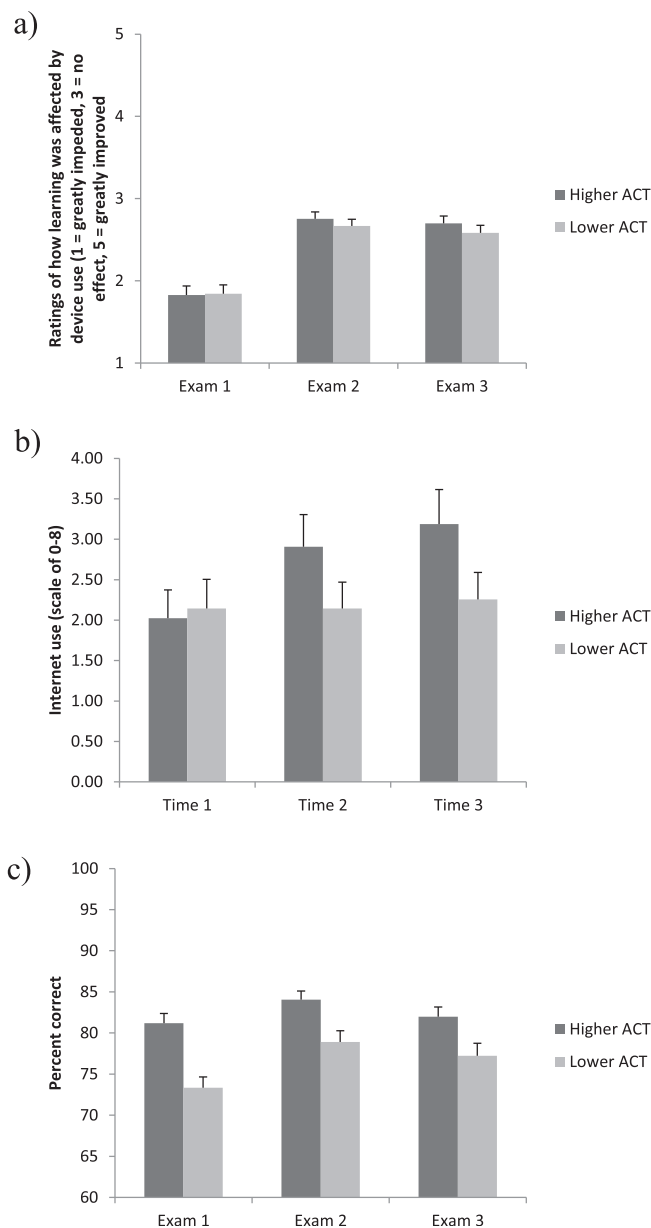 a)
Ratings of how learning was affected by
device use (1 = greatly impeded, 3 = no
effect, 5 = greatly improved
5
4
3
2
1
Exam 1
Exam 2
Exam 3
Higher ACT
Lower ACT
b)
Internet use (scale of 0-8)
4.00
3.50
3.00
2.50
2.00
1.50
1.00
0.50
0.00
Time 1
Time 2
Time 3
Higher ACT
Lower ACT
c)
Percent correct
100
95
90
85
80
75
70
65
60
Exam 1
Exam 2
Exam 3
Higher ACT
Lower ACT